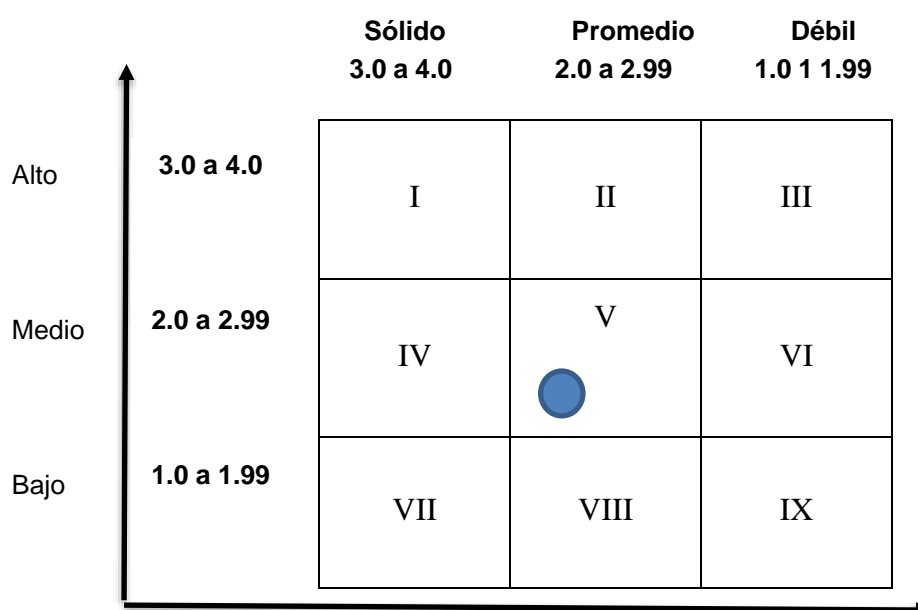 Sólido Promedio Débil
3.0 a 4.0 2.0 a 2.99 1.0 1 1.99
Alto 3.0 a 4.0 I II III
Medio 2.0 a 2.99 IV V VI
Bajo 1.0 a 1.99 VII VIII IX